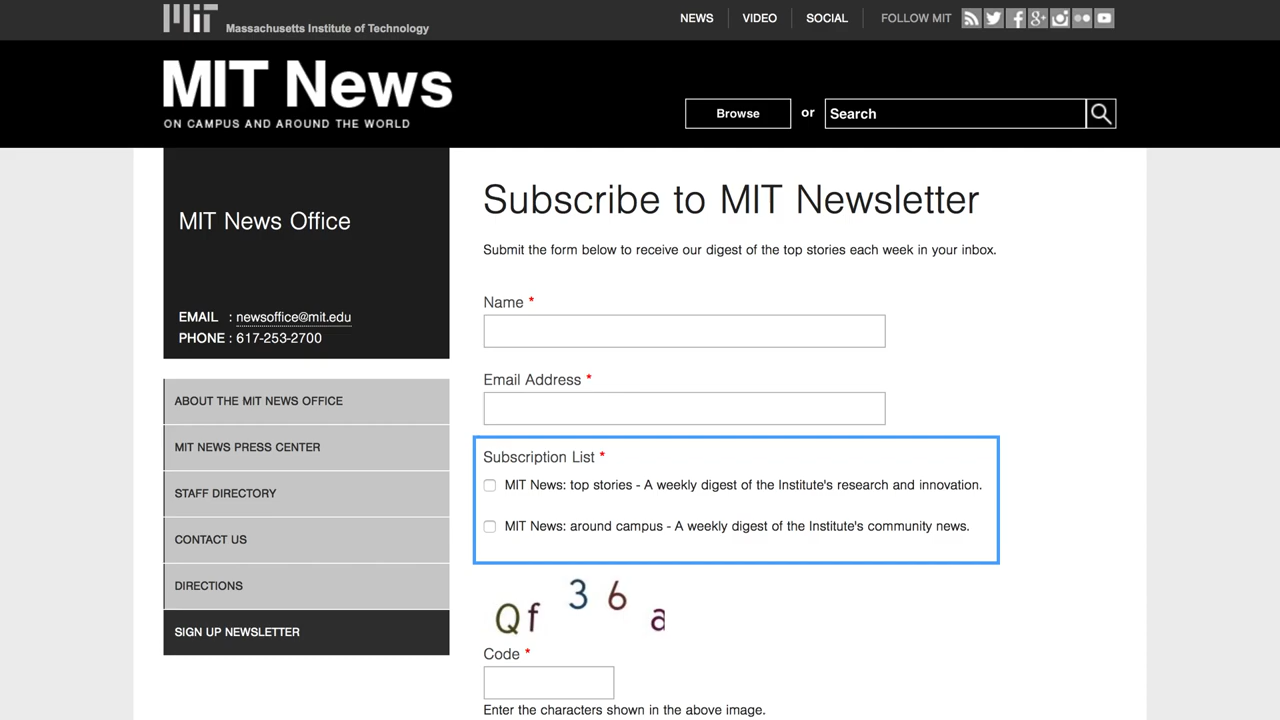 MIT Massachusetts Institute of Technology
NEWS VIDEO SOCIAL FOLLOW MIT
MIT News
ON CAMPUS AND AROUND THE WORLD
Browse or Search
MIT News Office
EMAIL : newsoffice@mit.edu
PHONE : 617-253-2700
ABOUT THE MIT NEWS OFFICE
MIT NEWS PRESS CENTER
STAFF DIRECTORY
CONTACT US
DIRECTIONS
SIGN UP NEWSLETTER
Subscribe to MIT Newsletter
Submit the form below to receive our digest of the top stories each week in your inbox.
Name *
Email Address *
Subscription List *
MIT News: top stories - A weekly digest of the Institute's research and innovation.
MIT News: around campus - A weekly digest of the Institute's community news.
Qf36a
Code *
Enter the characters shown in the above image.